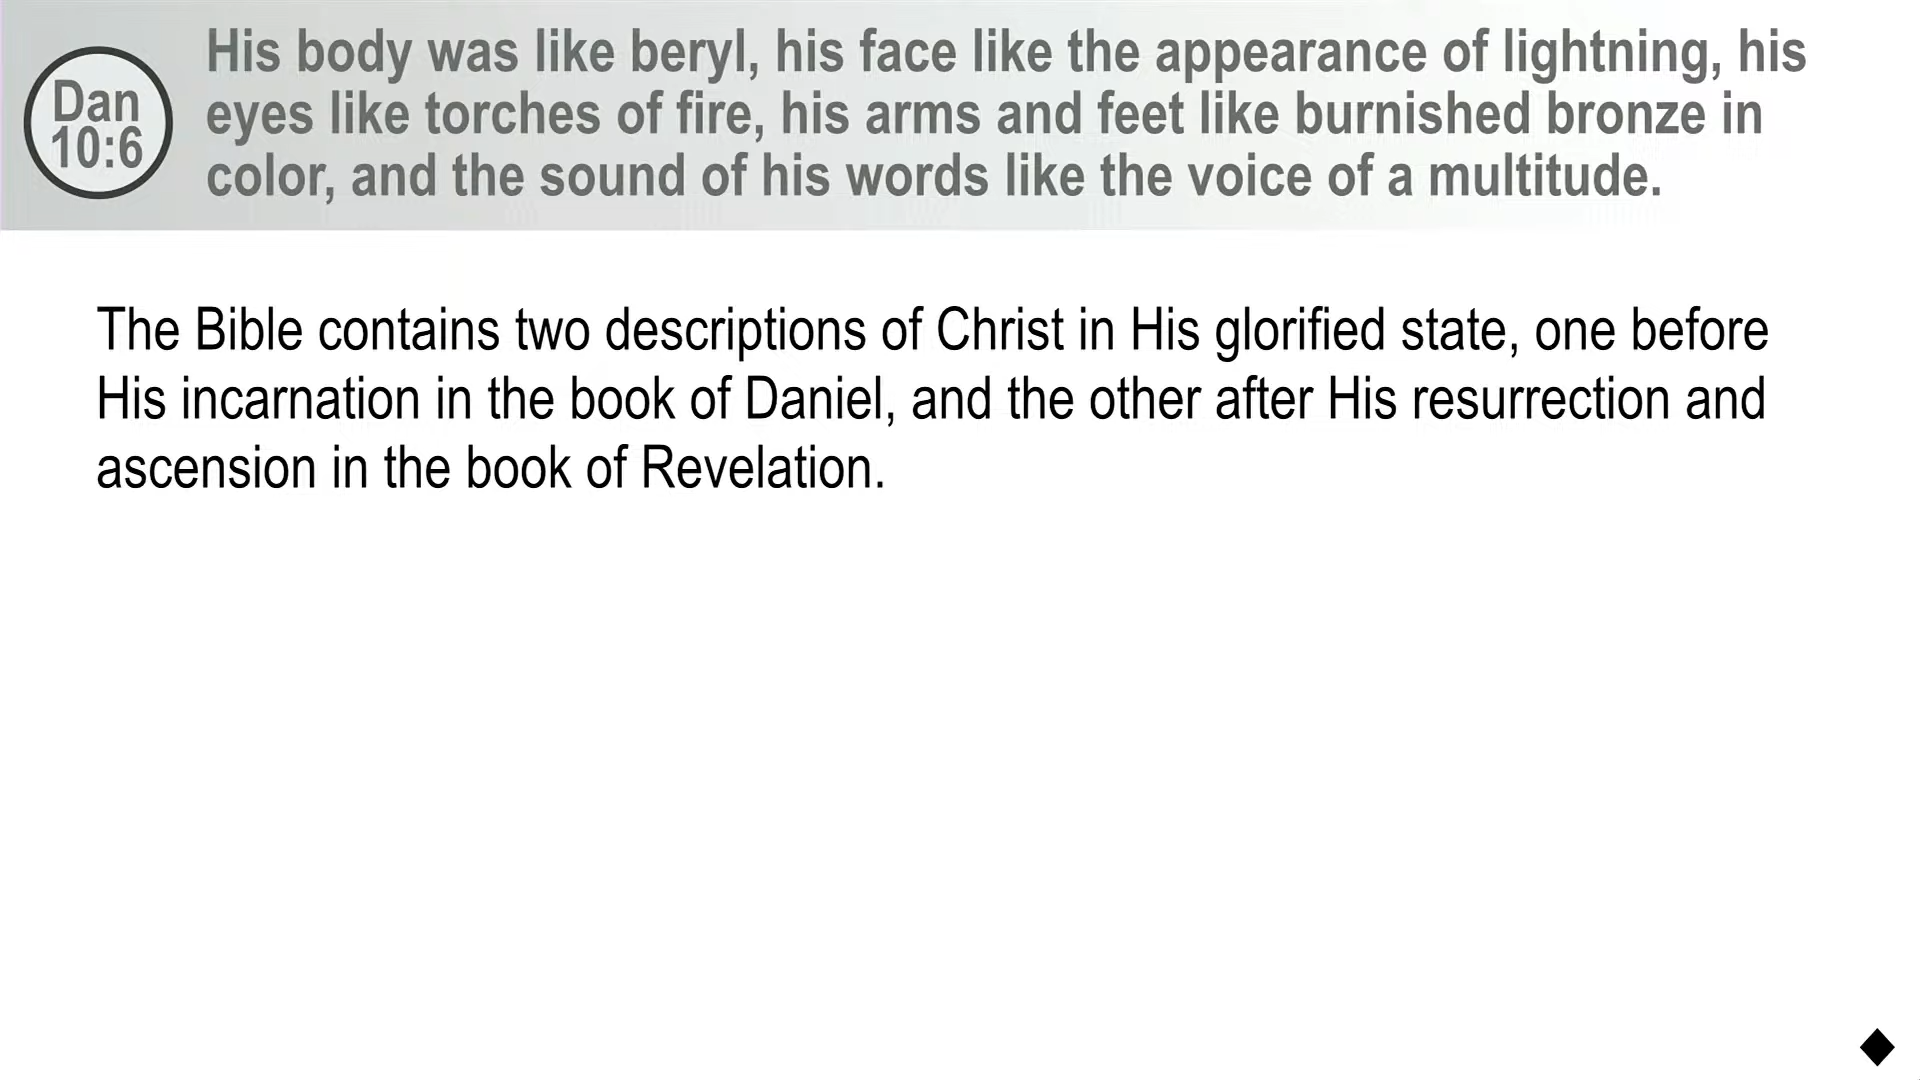 Dan
10:6
His body was like beryl, his face like the appearance of lightning, his
eyes like torches of fire, his arms and feet like burnished bronze in
color, and the sound of his words like the voice of a multitude.
The Bible contains two descriptions of Christ in His glorified state, one before
His incarnation in the book of Daniel, and the other after His resurrection and
ascension in the book of Revelation.